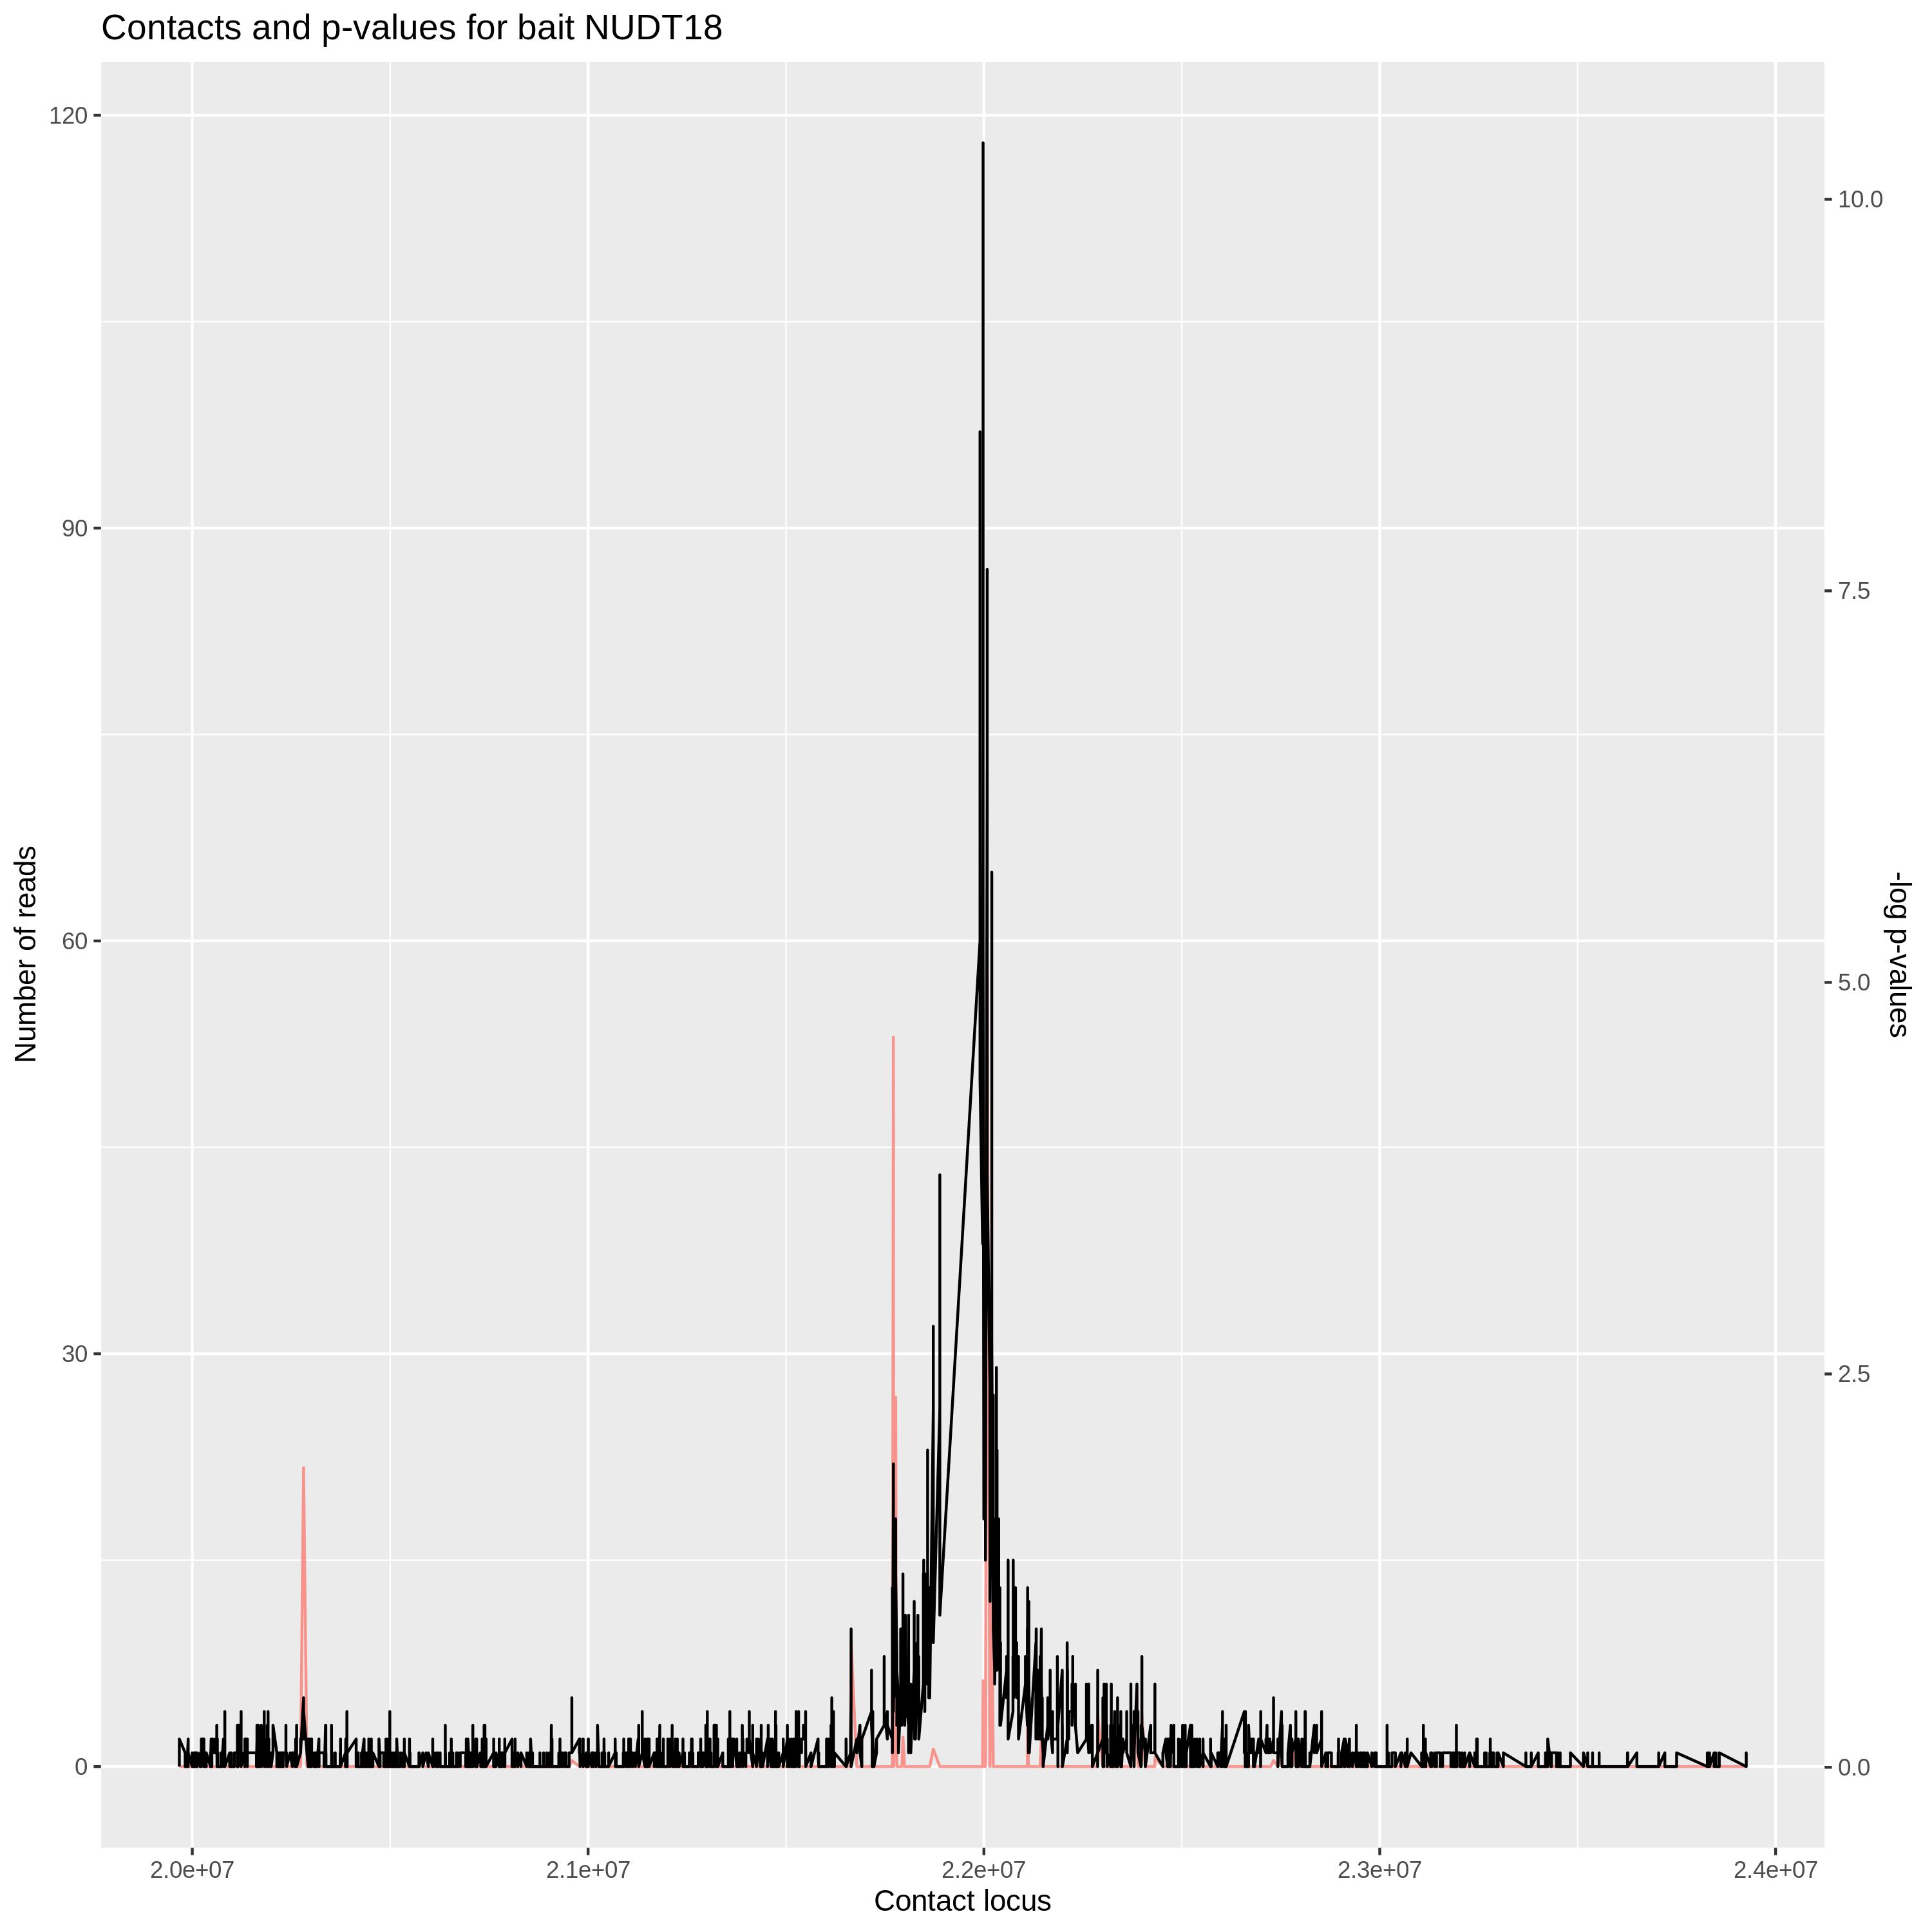 Contacts and p-values for bait NUDT18
120
90
60
30
0
Number of reads
10.0
7.5
5.0
2.5
0.0
-log p-values
2.0e+07
2.1e+07
2.2e+07
2.3e+07
2.4e+07
Contact locus